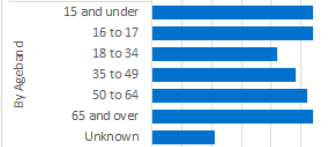 By Ageband
15 and under
16 to 17
18 to 34
35 to 49
50 to 64
65 and over
Unknown